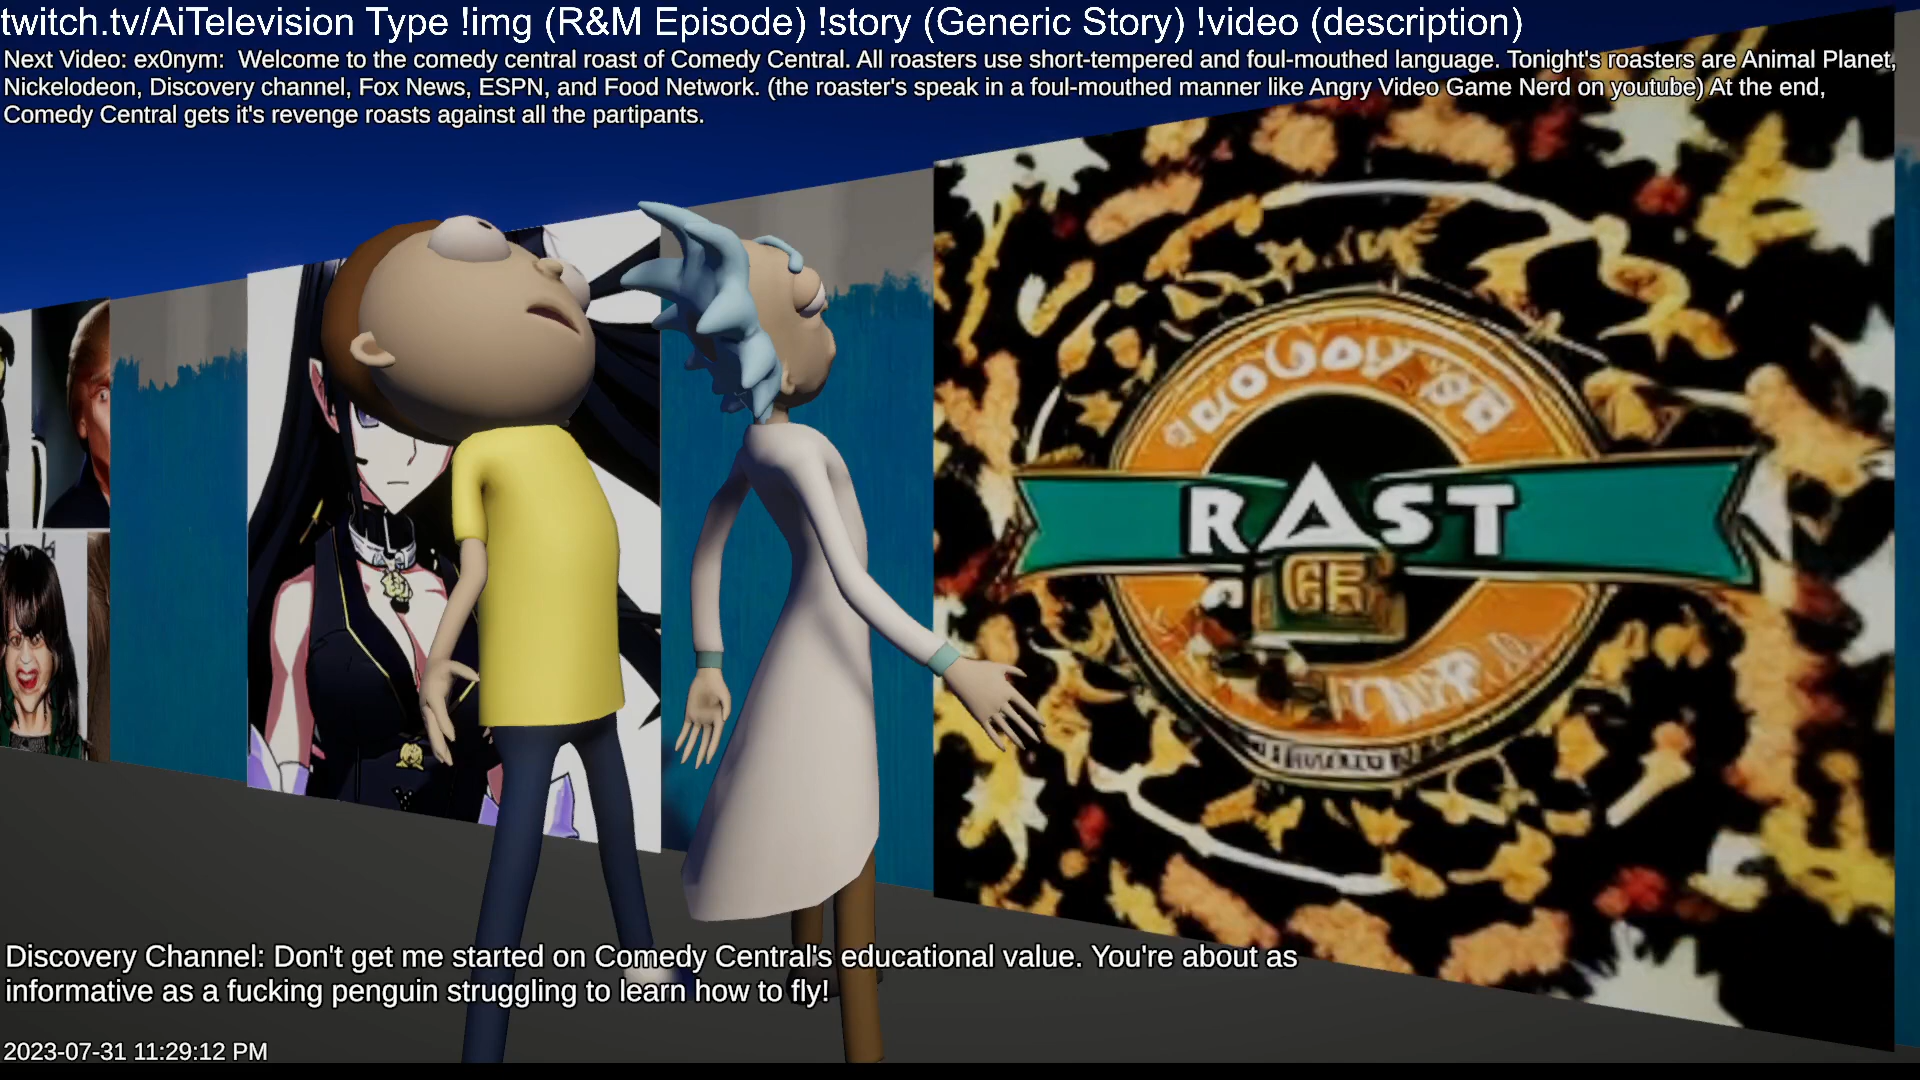 twitch.tv/AiTelevision Type !img (R&M Episode) !story (Generic Story) !video (description)
Next Video: ex0nym:  Welcome to the comedy central roast of Comedy Central. All roasters use short-tempered and foul-mouthed language. Tonight's roasters are Animal Planet,
Nickelodeon, Discovery channel, Fox News, ESPN, and Food Network. (the roaster's speak in a foul-mouthed manner like Angry Video Game Nerd on youtube) At the end,
Comedy Central gets it's revenge roasts against all the partipants.
RAST
Discovery Channel: Don't get me started on Comedy Central's educational value. You're about as
informative as a fucking penguin struggling to learn how to fly!
2023-07-31 11:29:12 PM